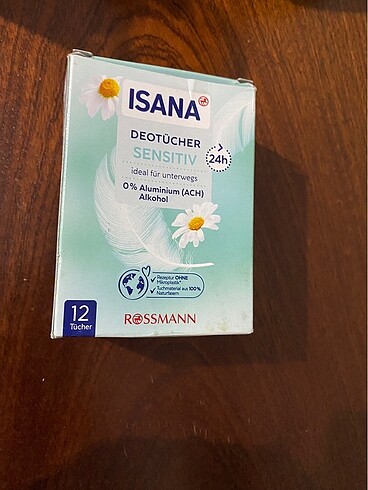 ISANA
DEOTÜCHER
SENSITIV
24h
ideal für unterwegs
0% Aluminium (ACH)
Alkohol
Rezeptur OHNE
Mikroplastik*
Tuchmaterial aus 100%
Naturfasern
12
Tücher
ROSSMANN